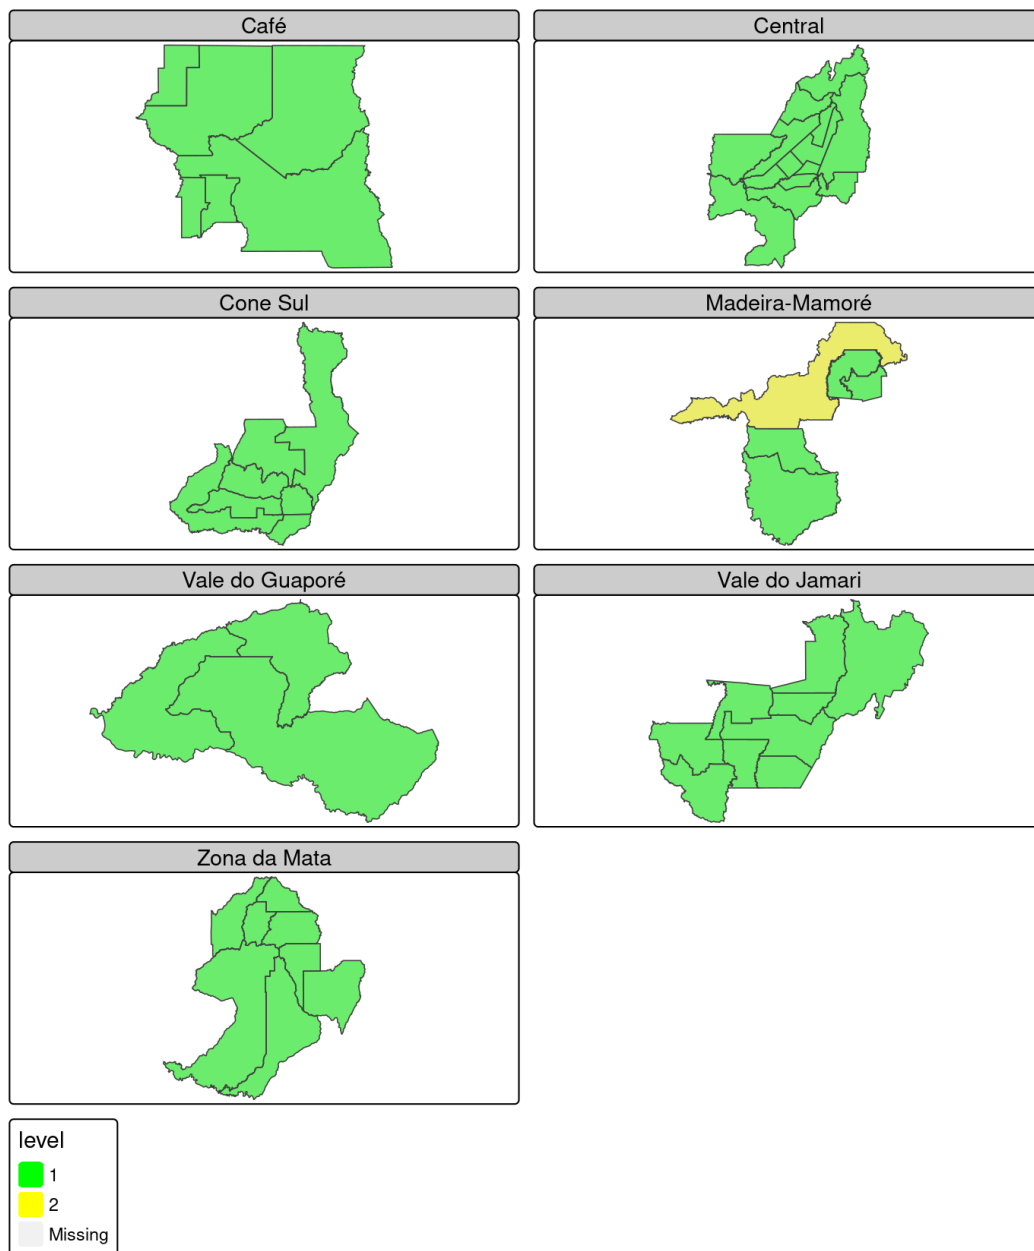 Café
Central
Cone Sul
Madeira-Mamoré
Vale do Guaporé
Vale do Jamari
Zona da Mata
level
1
2
Missing